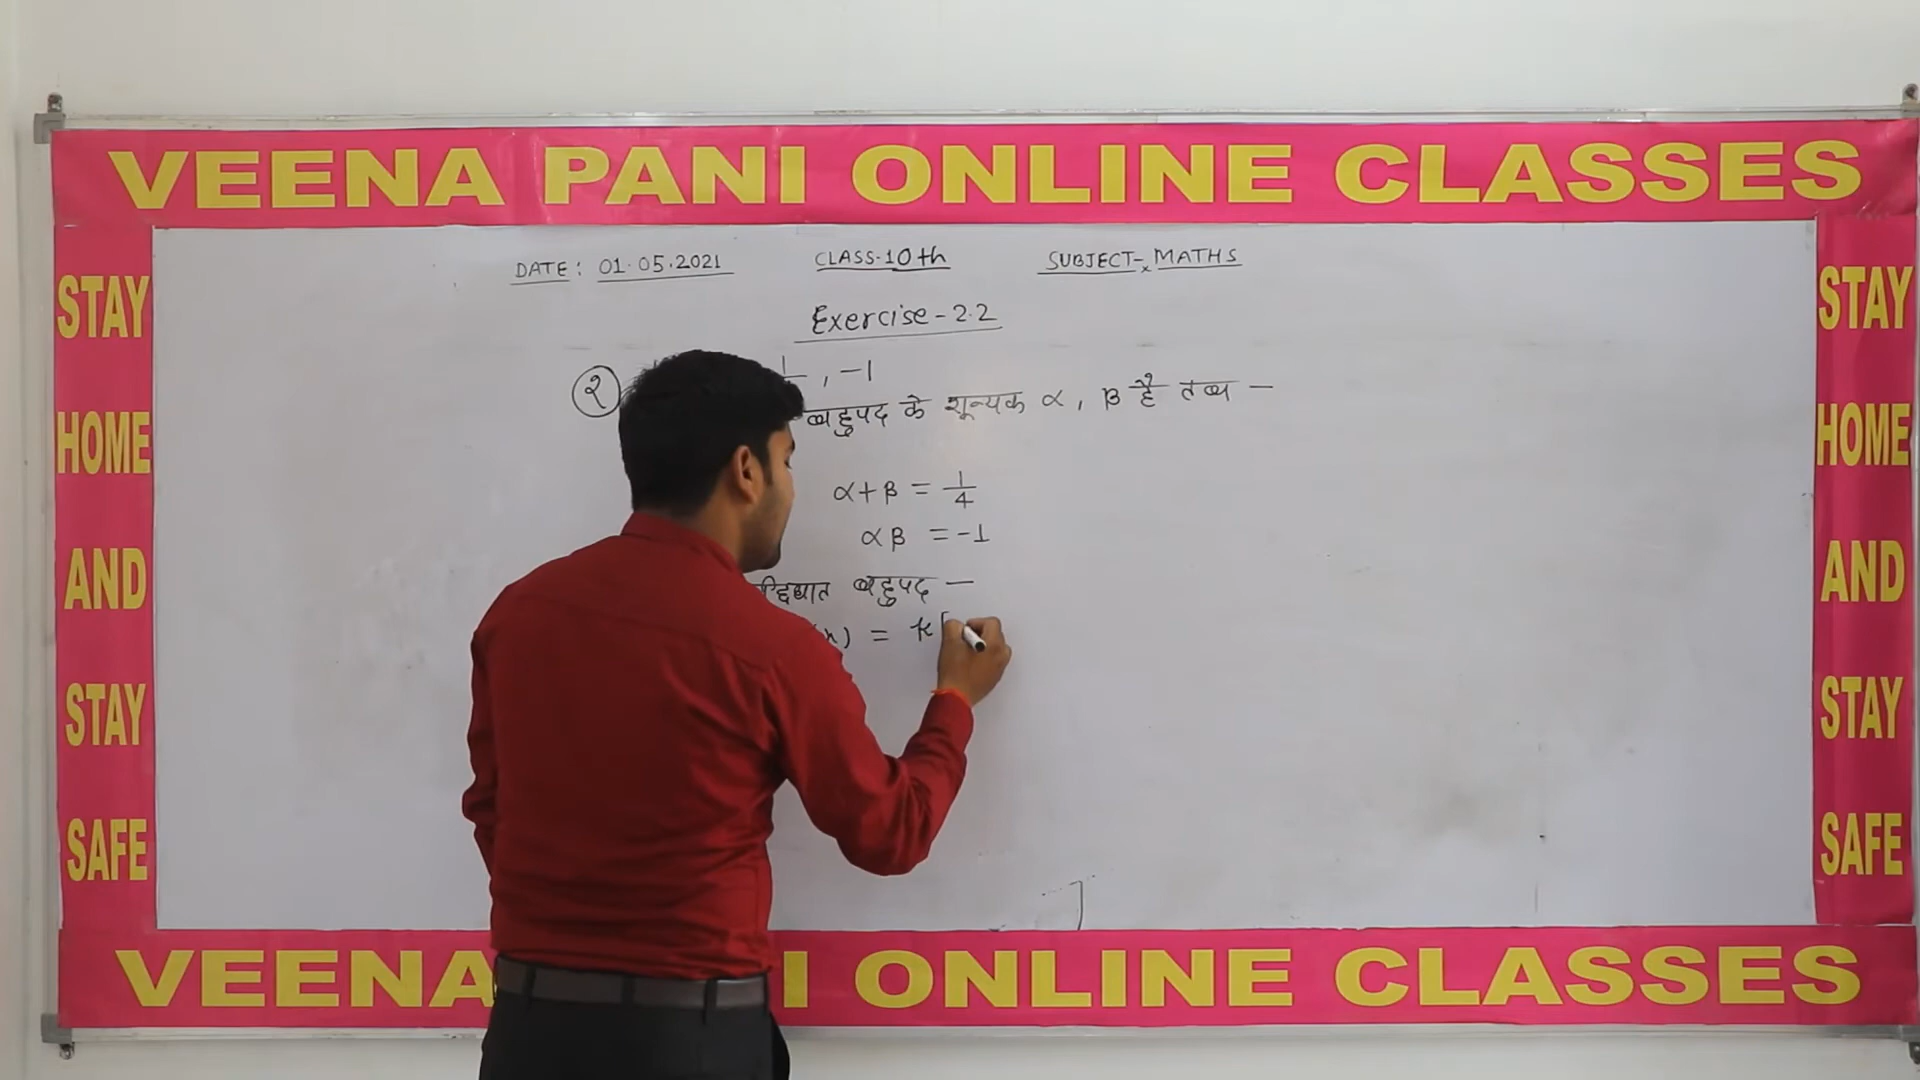 VEENA PANI ONLINE CLASSES
STAY
HOME
AND
STAY
SAFE
DATE: 01.05.2021 CLASS-10th SUBJECT- MATHS
Exercise-2.2
२ , -1
बहुपद के शून्यक α, β है तब -
α+β = 1/4
αβ = -1
द्विघात बहुपद -
) = k[
STAY
HOME
AND
STAY
SAFE
VEENA I ONLINE CLASSES